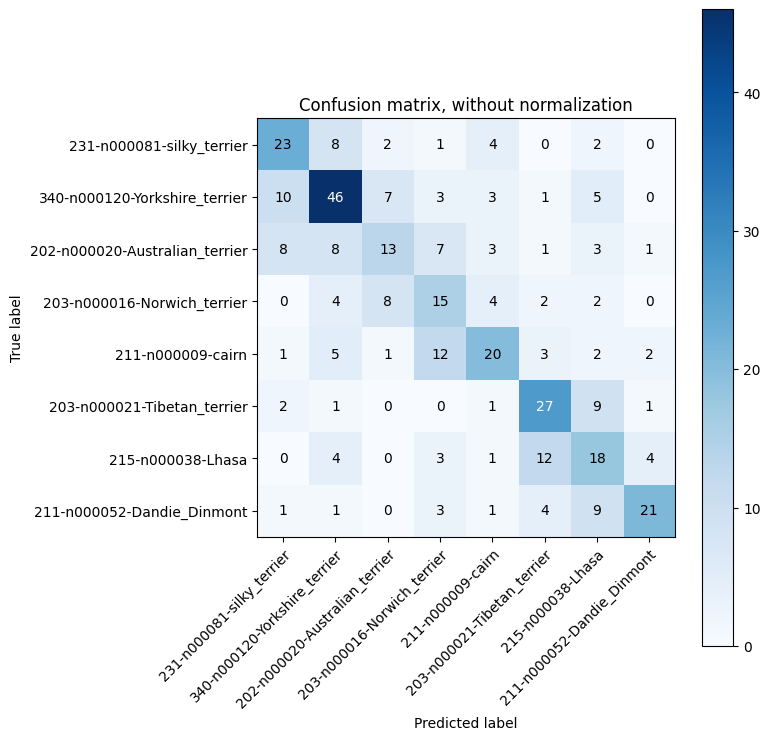 Confusion matrix, without normalization
231-n000081-silky_terrier 23 8 2 1 4 0 2 0
340-n000120-Yorkshire_terrier 10 46 7 3 3 1 5 0
202-n000020-Australian_terrier 8 8 13 7 3 1 3 1
203-n000016-Norwich_terrier 0 4 8 15 4 2 2 0
211-n000009-cairn 1 5 1 12 20 3 2 2
203-n000021-Tibetan_terrier 2 1 0 0 1 27 9 1
215-n000038-Lhasa 0 4 0 3 1 12 18 4
211-n000052-Dandie_Dinmont 1 1 0 3 1 4 9 21
True label
231-n000081-silky_terrier
340-n000120-Yorkshire_terrier
202-n000020-Australian_terrier
203-n000016-Norwich_terrier
211-n000009-cairn
203-n000021-Tibetan_terrier
215-n000038-Lhasa
211-n000052-Dandie_Dinmont
Predicted label
40
30
20
10
0